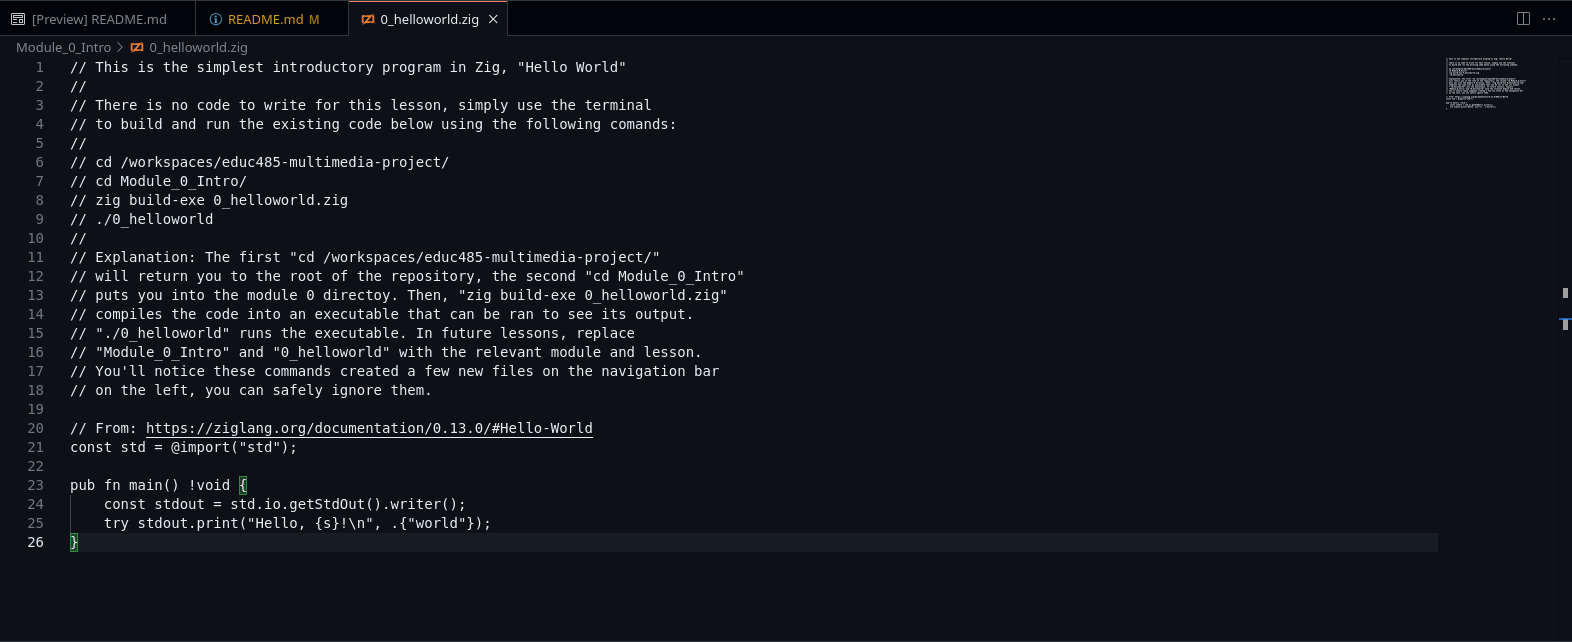 [Preview] README.md
README.md M
0_helloworld.zig
Module_0_Intro > 0_helloworld.zig
1 // This is the simplest introductory program in Zig, "Hello World"
2 //
3 // There is no code to write for this lesson, simply use the terminal
4 // to build and run the existing code below using the following comands:
5 //
6 // cd /workspaces/educ485-multimedia-project/
7 // cd Module_0_Intro/
8 // zig build-exe 0_helloworld.zig
9 // ./0_helloworld
10 //
11 // Explanation: The first "cd /workspaces/educ485-multimedia-project/"
12 // will return you to the root of the repository, the second "cd Module_0_Intro"
13 // puts you into the module 0 directoy. Then, "zig build-exe 0_helloworld.zig"
14 // compiles the code into an executable that can be ran to see its output.
15 // "./0_helloworld" runs the executable. In future lessons, replace
16 // "Module_0_Intro" and "0_helloworld" with the relevant module and lesson.
17 // You'll notice these commands created a few new files on the navigation bar
18 // on the left, you can safely ignore them.
19
20 // From: https://ziglang.org/documentation/0.13.0/#Hello-World
21 const std = @import("std");
22
23 pub fn main() !void {
24     const stdout = std.io.getStdOut().writer();
25     try stdout.print("Hello, {s}!\n", .{"world"});
26 }